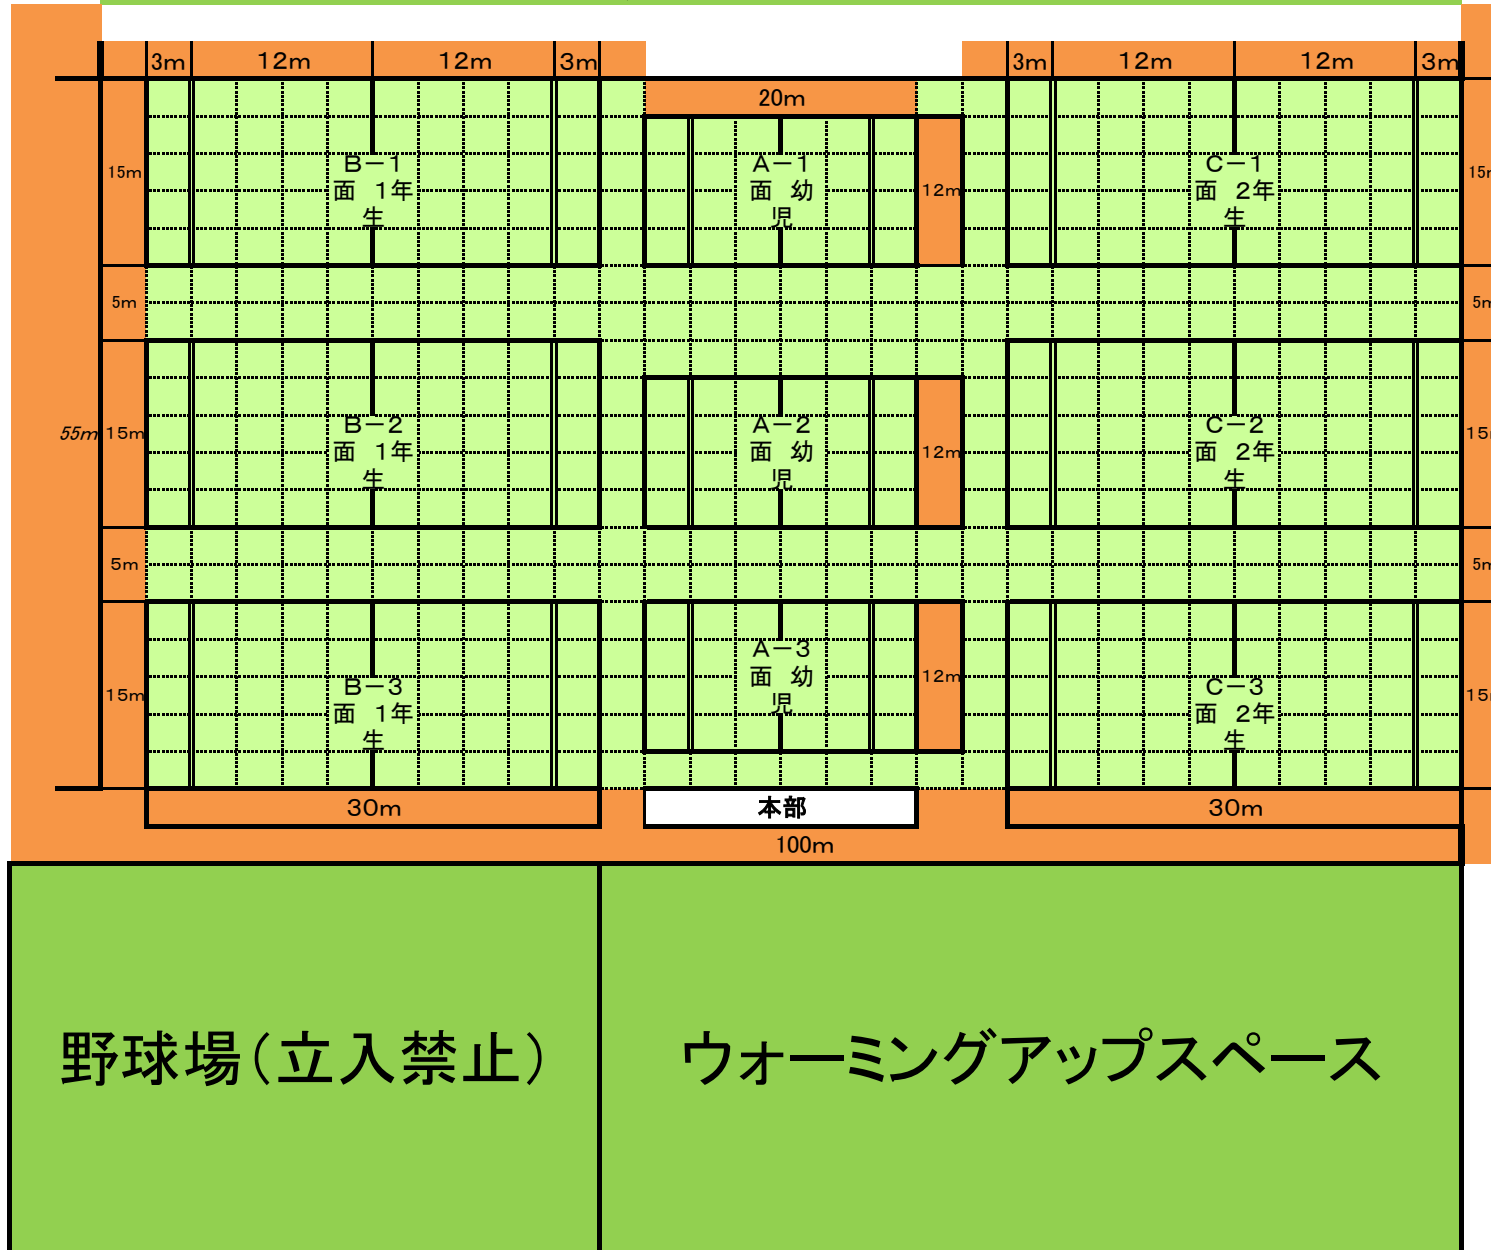 3m
12m
12m
3m
3m
12m
12m
3m
20m
15m
B－1
面　1年
生
A－1
面　幼
児
12m
C－1
面　2年
生
5m
55m
15m
B－2
面　1年
生
A－2
面　幼
児
12m
C－2
面　2年
生
5m
15m
B－3
面　1年
生
A－3
面　幼
児
12m
C－3
面　2年
生
30m
本部
30m
100m
野球場（立入禁止）
ウォーミングアップスペース